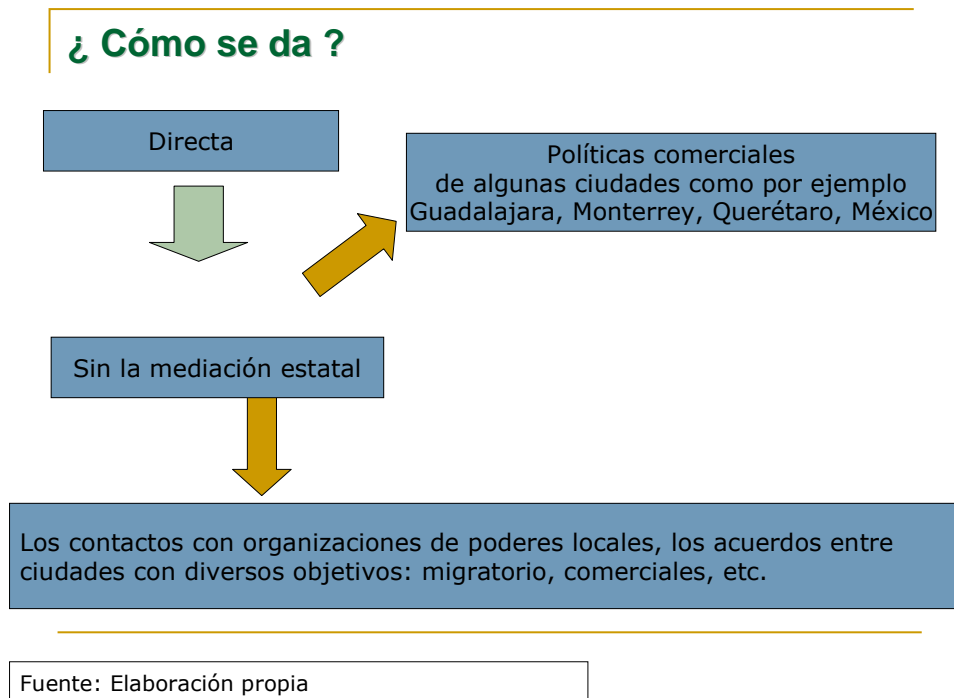 ¿ Cómo se da ?
Directa
Políticas comerciales
de algunas ciudades como por ejemplo
Guadalajara, Monterrey, Querétaro, México
Sin la mediación estatal
Los contactos con organizaciones de poderes locales, los acuerdos entre
ciudades con diversos objetivos: migratorio, comerciales, etc.
Fuente: Elaboración propia